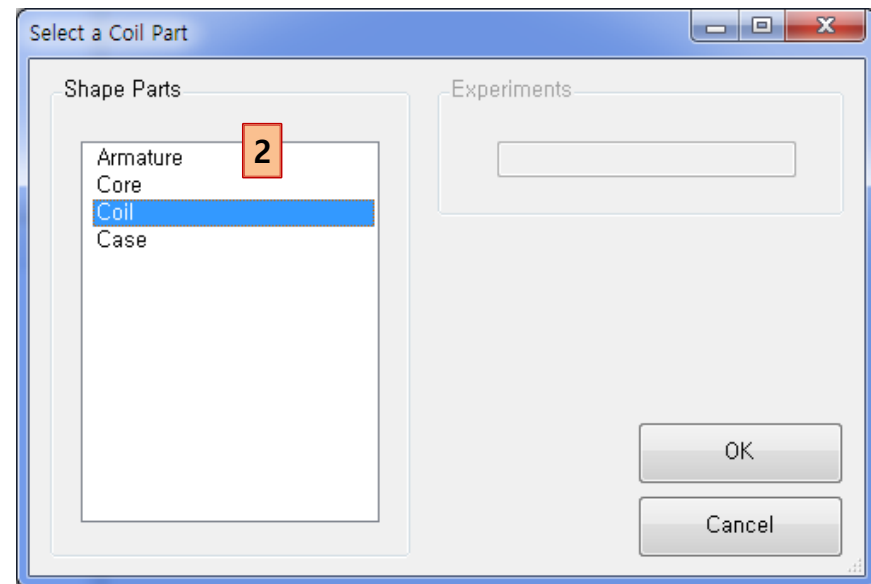 Select a Coil Part
Shape Parts
Experiments
2
Armature
Core
Coil
Case
OK
Cancel